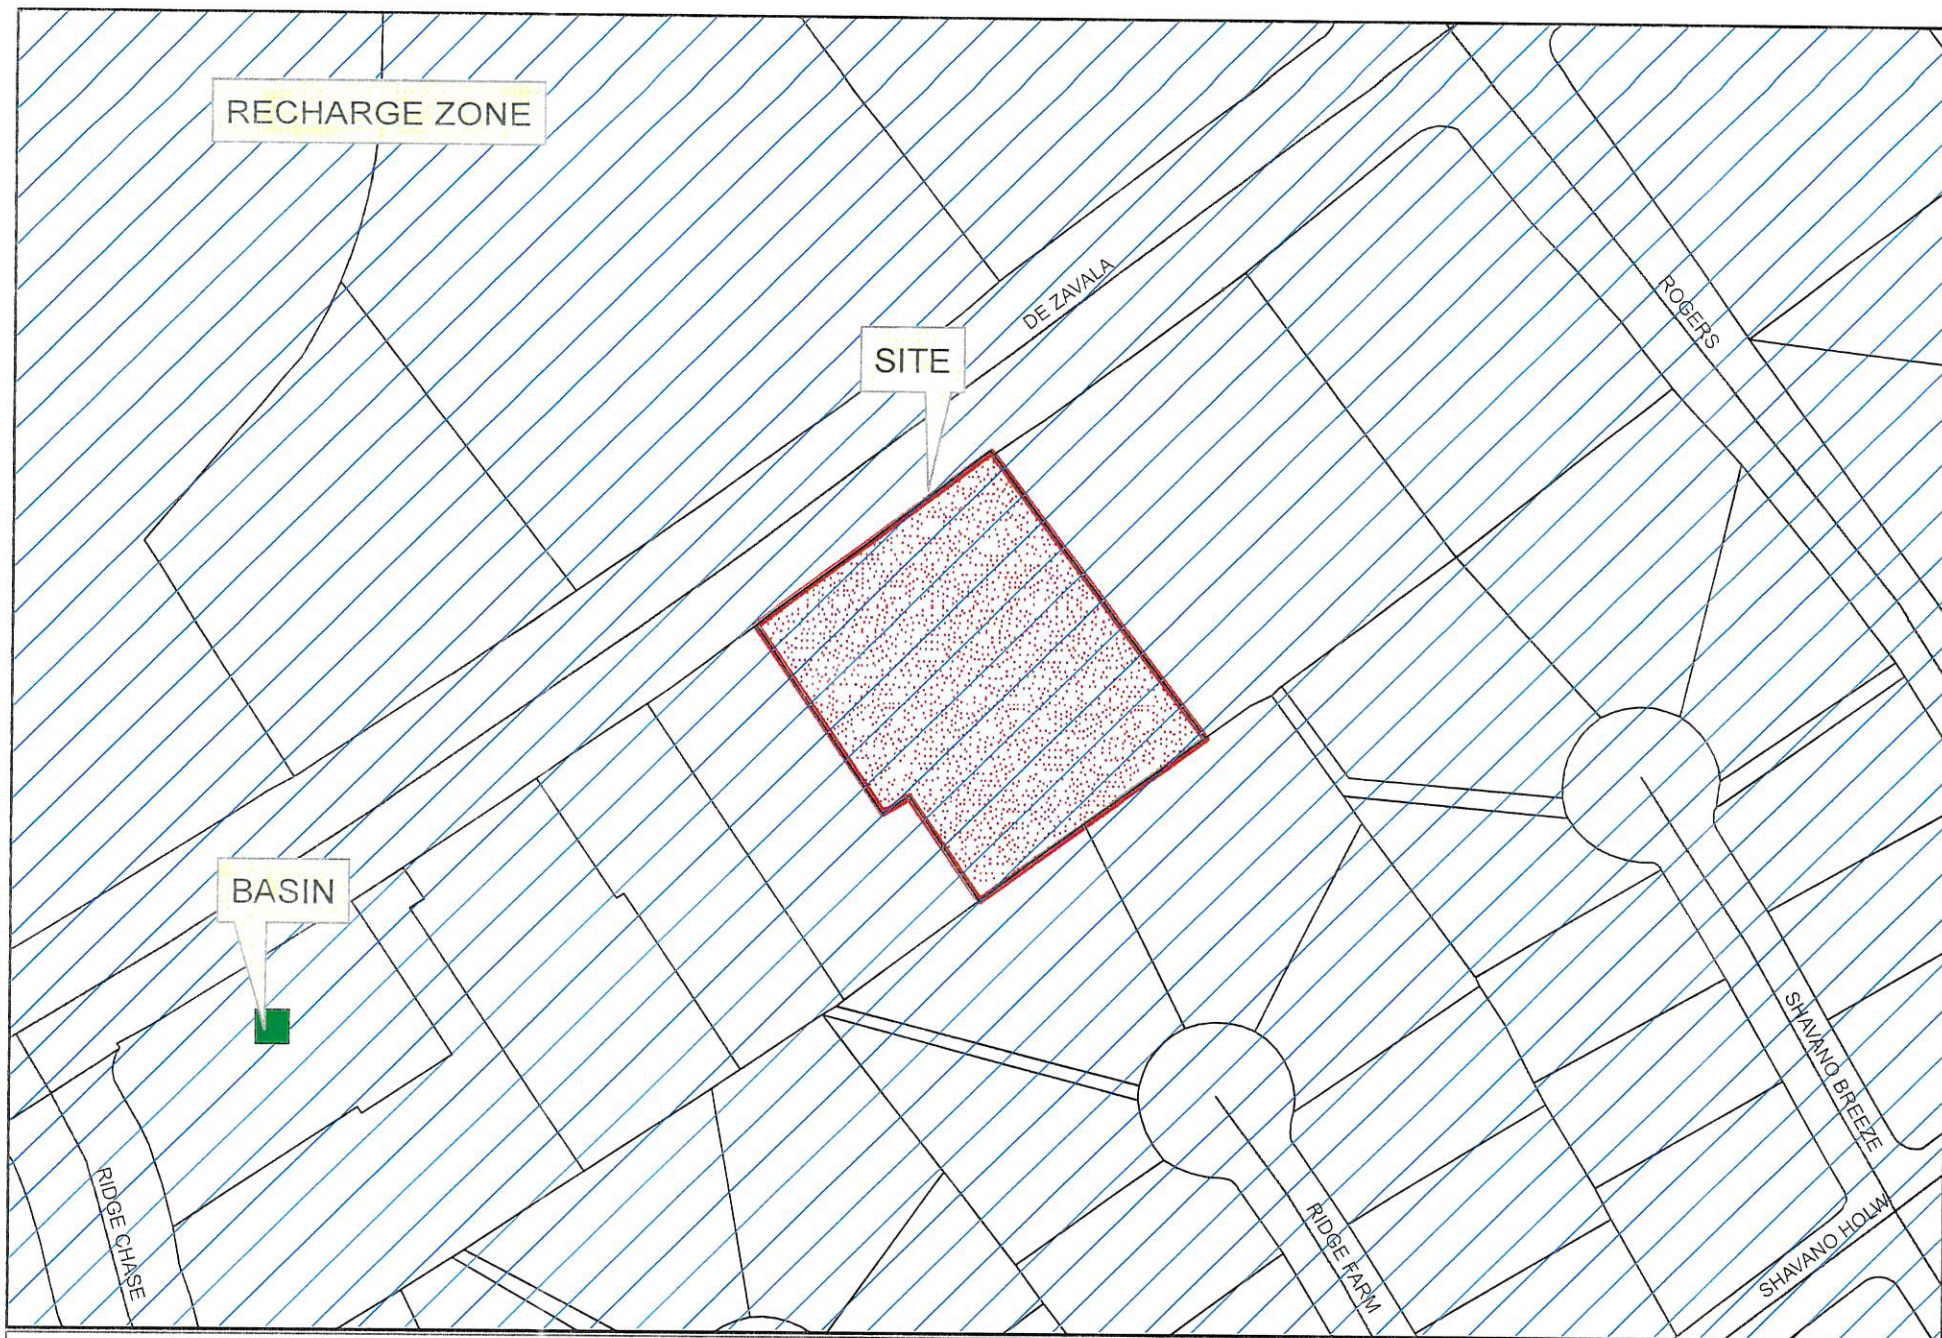 RECHARGE ZONE
DE ZAVALA
ROGERS
SITE
BASIN
SHAVANO BREEZE
RIDGE CHASE
RIDGE FARM
SHAVANO HOLW